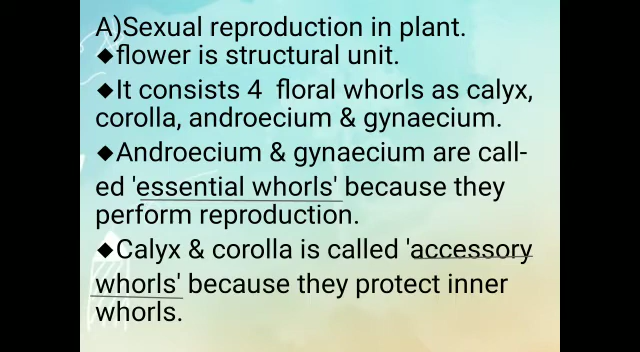 A)Sexual reproduction in plant.
◆flower is structural unit.
◆It consists 4 floral whorls as calyx,
corolla, androecium & gynaecium.
◆Androecium & gynaecium are call-
ed 'essential whorls' because they
perform reproduction.
◆Calyx & corolla is called 'accessory
whorls' because they protect inner
whorls.